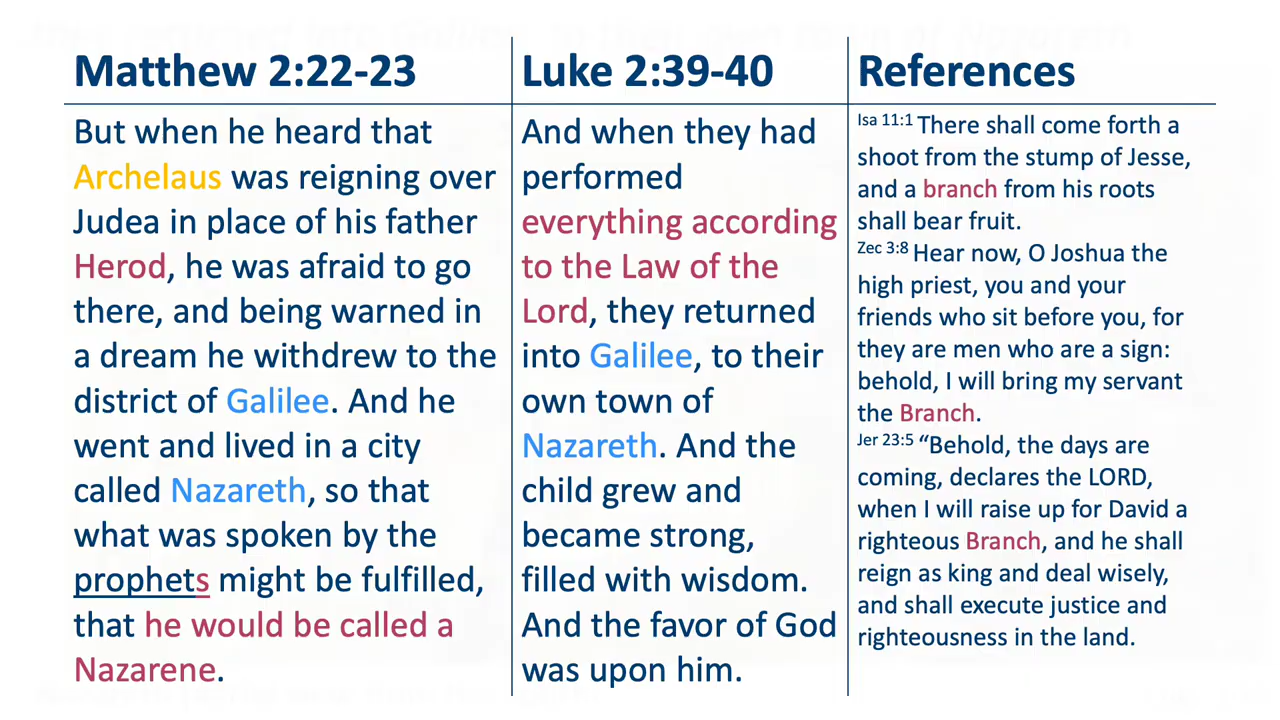 Matthew 2:22-23
But when he heard that
Archelaus was reigning over
Judea in place of his father
Herod, he was afraid to go
there, and being warned in
a dream he withdrew to the
district of Galilee. And he
went and lived in a city
called Nazareth, so that
what was spoken by the
prophets might be fulfilled,
that he would be called a
Nazarene.
Luke 2:39-40
And when they had
performed
everything according
to the Law of the
Lord, they returned
into Galilee, to their
own town of
Nazareth. And the
child grew and
became strong,
filled with wisdom.
And the favor of God
was upon him.
References
Isa 11:1 There shall come forth a
shoot from the stump of Jesse,
and a branch from his roots
shall bear fruit.
Zec 3:8 Hear now, O Joshua the
high priest, you and your
friends who sit before you, for
they are men who are a sign:
behold, I will bring my servant
the Branch.
Jer 23:5 “Behold, the days are
coming, declares the LORD,
when I will raise up for David a
righteous Branch, and he shall
reign as king and deal wisely,
and shall execute justice and
righteousness in the land.